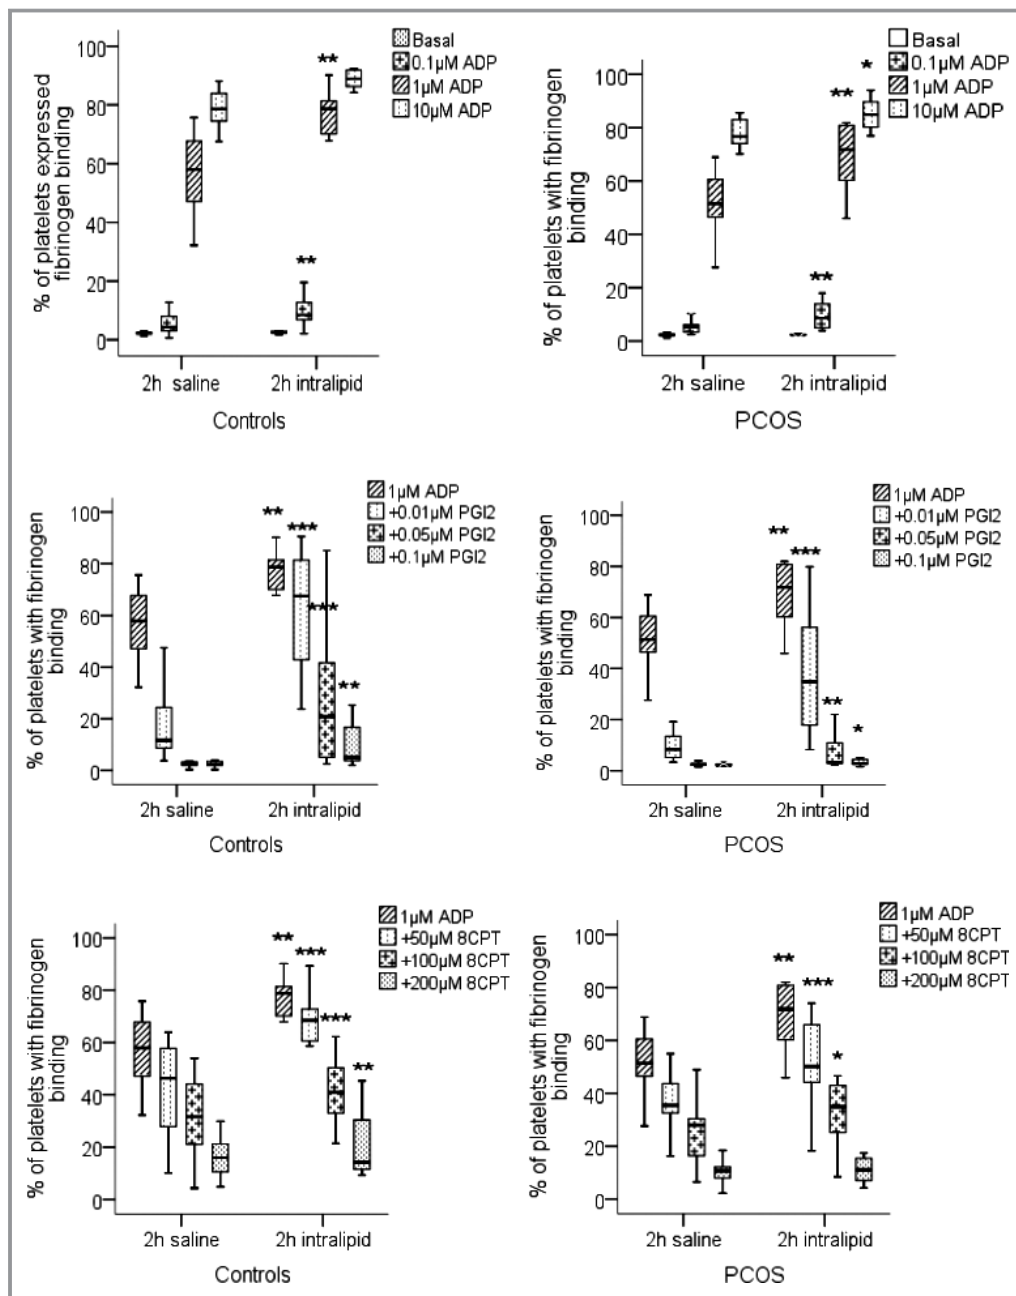 % of platelets expressed
fibrinogen binding
100
80
60
40
20
0
**
**
2h saline
2h intralipid
Controls
Basal
0.1µM ADP
1µM ADP
10µM ADP
% of platelets with fibrinogen
binding
100
80
60
40
20
0
**
**
*
2h saline
2h intralipid
PCOS
Basal
0.1µM ADP
1µM ADP
10µM ADP
% of platelets with fibrinogen
binding
100
80
60
40
20
0
**
***
***
**
2h saline
2h intralipid
Controls
1µM ADP
+0.01µM PGI2
+0.05µM PGI2
+0.1µM PGI2
% of platelets with fibrinogen
binding
100
80
60
40
20
0
**
***
**
*
2h saline
2h intralipid
PCOS
1µM ADP
+0.01µM PGI2
+0.05µM PGI2
+0.1µM PGI2
% of platelets with fibrinogen
binding
100
80
60
40
20
0
**
***
***
**
2h saline
2h intralipid
Controls
1µM ADP
+50µM 8CPT
+100µM 8CPT
+200µM 8CPT
% of platelets with fibrinogen
binding
100
80
60
40
20
0
**
***
*
2h saline
2h intralipid
PCOS
1µM ADP
+50µM 8CPT
+100µM 8CPT
+200µM 8CPT